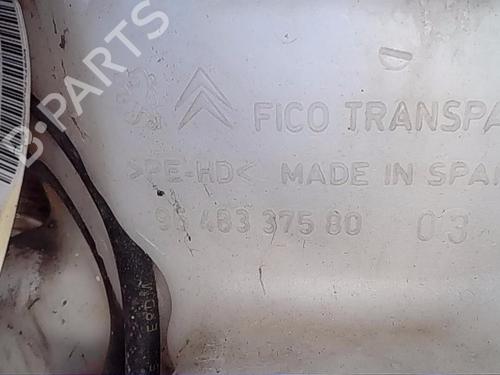 B-PARTS
FICO TRANSPA
>PE-HD< MADE IN SPAI
96 483 375 80 03